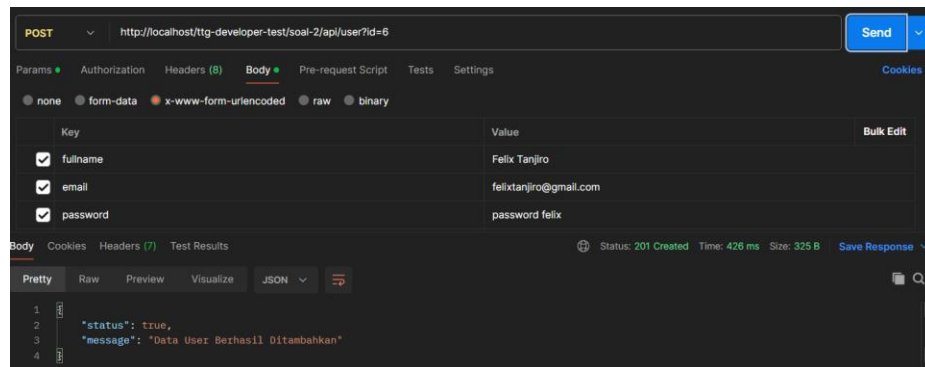 POST http://localhost/ttg-developer-test/soal-2/api/user?id=6 Send
Params Authorization Headers (8) Body Pre-request Script Tests Settings Cookies
none form-data x-www-form-urlencoded raw binary
Key Value Bulk Edit
fullname Felix Tanjiro
email felixtanjiro@gmail.com
password password felix
Body Cookies Headers (7) Test Results Status: 201 Created Time: 426 ms Size: 325 B Save Response
Pretty Raw Preview Visualize JSON
1 {
2 "status": true,
3 "message": "Data User Berhasil Ditambahkan"
4 }